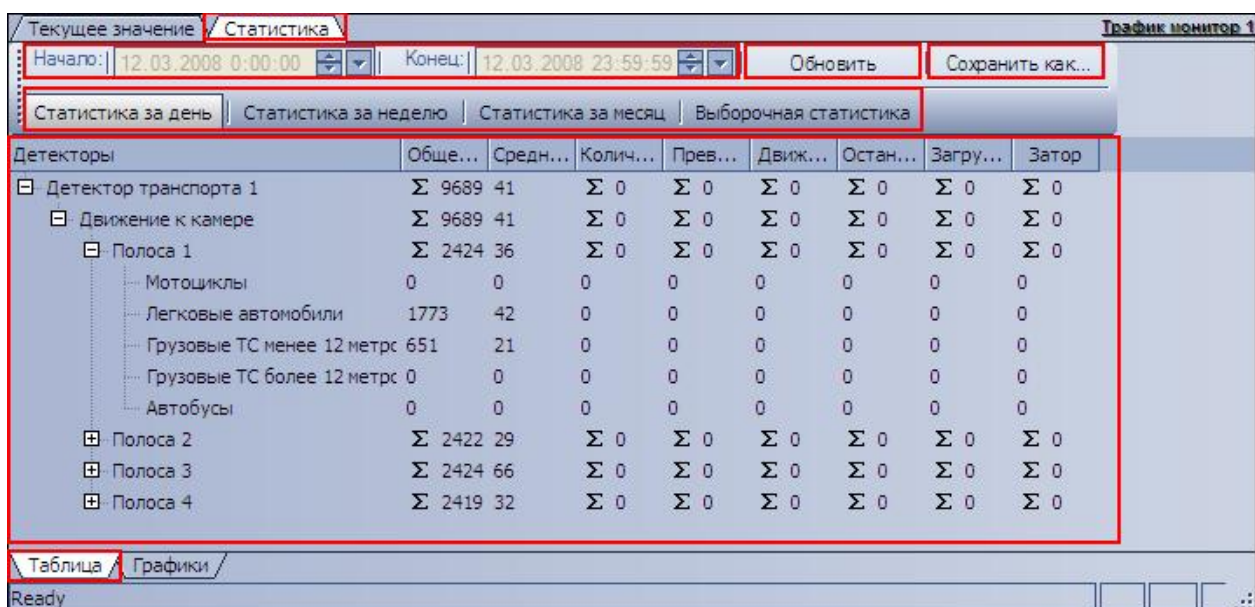 Текущее значение Статистика Трафик монитор 1
Начало: 12.03.2008 0:00:00 Конец: 12.03.2008 23:59:59 Обновить Сохранить как...
Статистика за день Статистика за неделю Статистика за месяц Выборочная статистика
Детекторы Обще... Средн... Колич... Прев... Движ... Остан... Загру... Затор
Детектор транспорта 1 Σ 9689 41 Σ 0 Σ 0 Σ 0 Σ 0 Σ 0 Σ 0
Движение к камере Σ 9689 41 Σ 0 Σ 0 Σ 0 Σ 0 Σ 0 Σ 0
Полоса 1 Σ 2424 36 Σ 0 Σ 0 Σ 0 Σ 0 Σ 0 Σ 0
Мотоциклы 0 0 0 0 0 0 0 0
Легковые автомобили 1773 42 0 0 0 0 0 0
Грузовые ТС менее 12 метрс 651 21 0 0 0 0 0 0
Грузовые ТС более 12 метрс 0 0 0 0 0 0 0 0
Автобусы 0 0 0 0 0 0 0 0
Полоса 2 Σ 2422 29 Σ 0 Σ 0 Σ 0 Σ 0 Σ 0 Σ 0
Полоса 3 Σ 2424 66 Σ 0 Σ 0 Σ 0 Σ 0 Σ 0 Σ 0
Полоса 4 Σ 2419 32 Σ 0 Σ 0 Σ 0 Σ 0 Σ 0 Σ 0
Таблица Графики
Ready